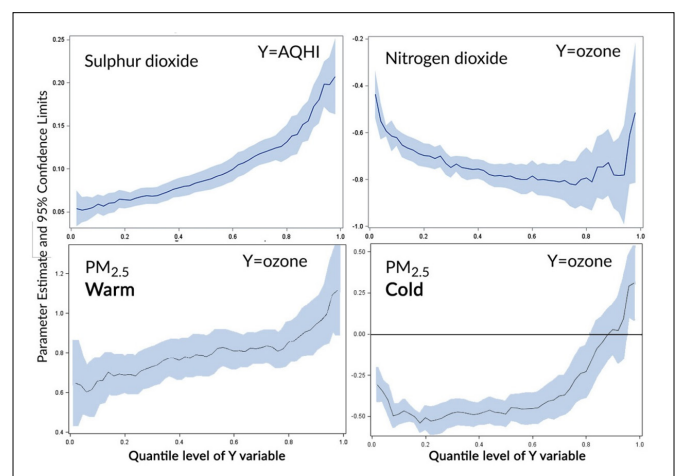 Parameter Estimate and 95% Confidence Limits
Sulphur dioxide
Y=AQHI
0.25
0.20
0.15
0.10
0.05
0.0 0.2 0.4 0.6 0.8 1.0
Nitrogen dioxide
Y=ozone
-0.2
-0.4
-0.6
-0.8
-1.0
0.0 0.2 0.4 0.6 0.8 1.0
PM2.5
Warm
Y=ozone
1.2
1.0
0.8
0.6
0.4
0.0 0.2 0.4 0.6 0.8 1.0
Quantile level of Y variable
PM2.5
Cold
Y=ozone
0.50
0.25
0.00
-0.25
-0.50
0.0 0.2 0.4 0.6 0.8 1.0
Quantile level of Y variable